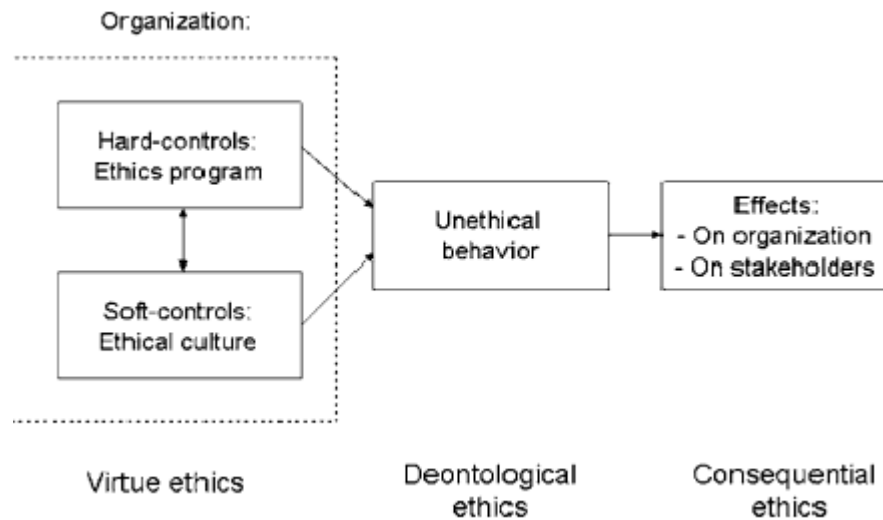 Organization:
Hard-controls:
Ethics program
Soft-controls:
Ethical culture
Unethical
behavior
Effects:
- On organization
- On stakeholders
Virtue ethics
Deontological
ethics
Consequential
ethics